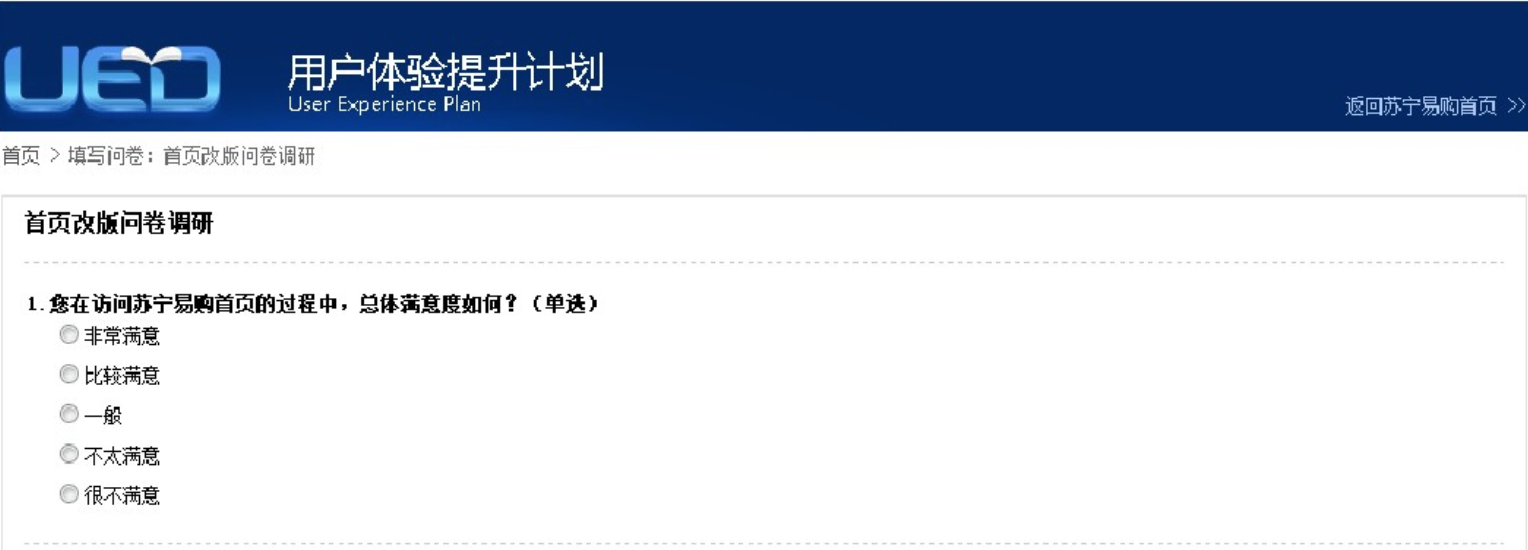 UED
用户体验提升计划
User Experience Plan
返回苏宁易购首页 >>
首页 > 填写问卷：首页改版问卷调研
首页改版问卷调研
1. 您在访问苏宁易购首页的过程中，总体满意度如何？（单选）
非常满意
比较满意
一般
不太满意
很不满意